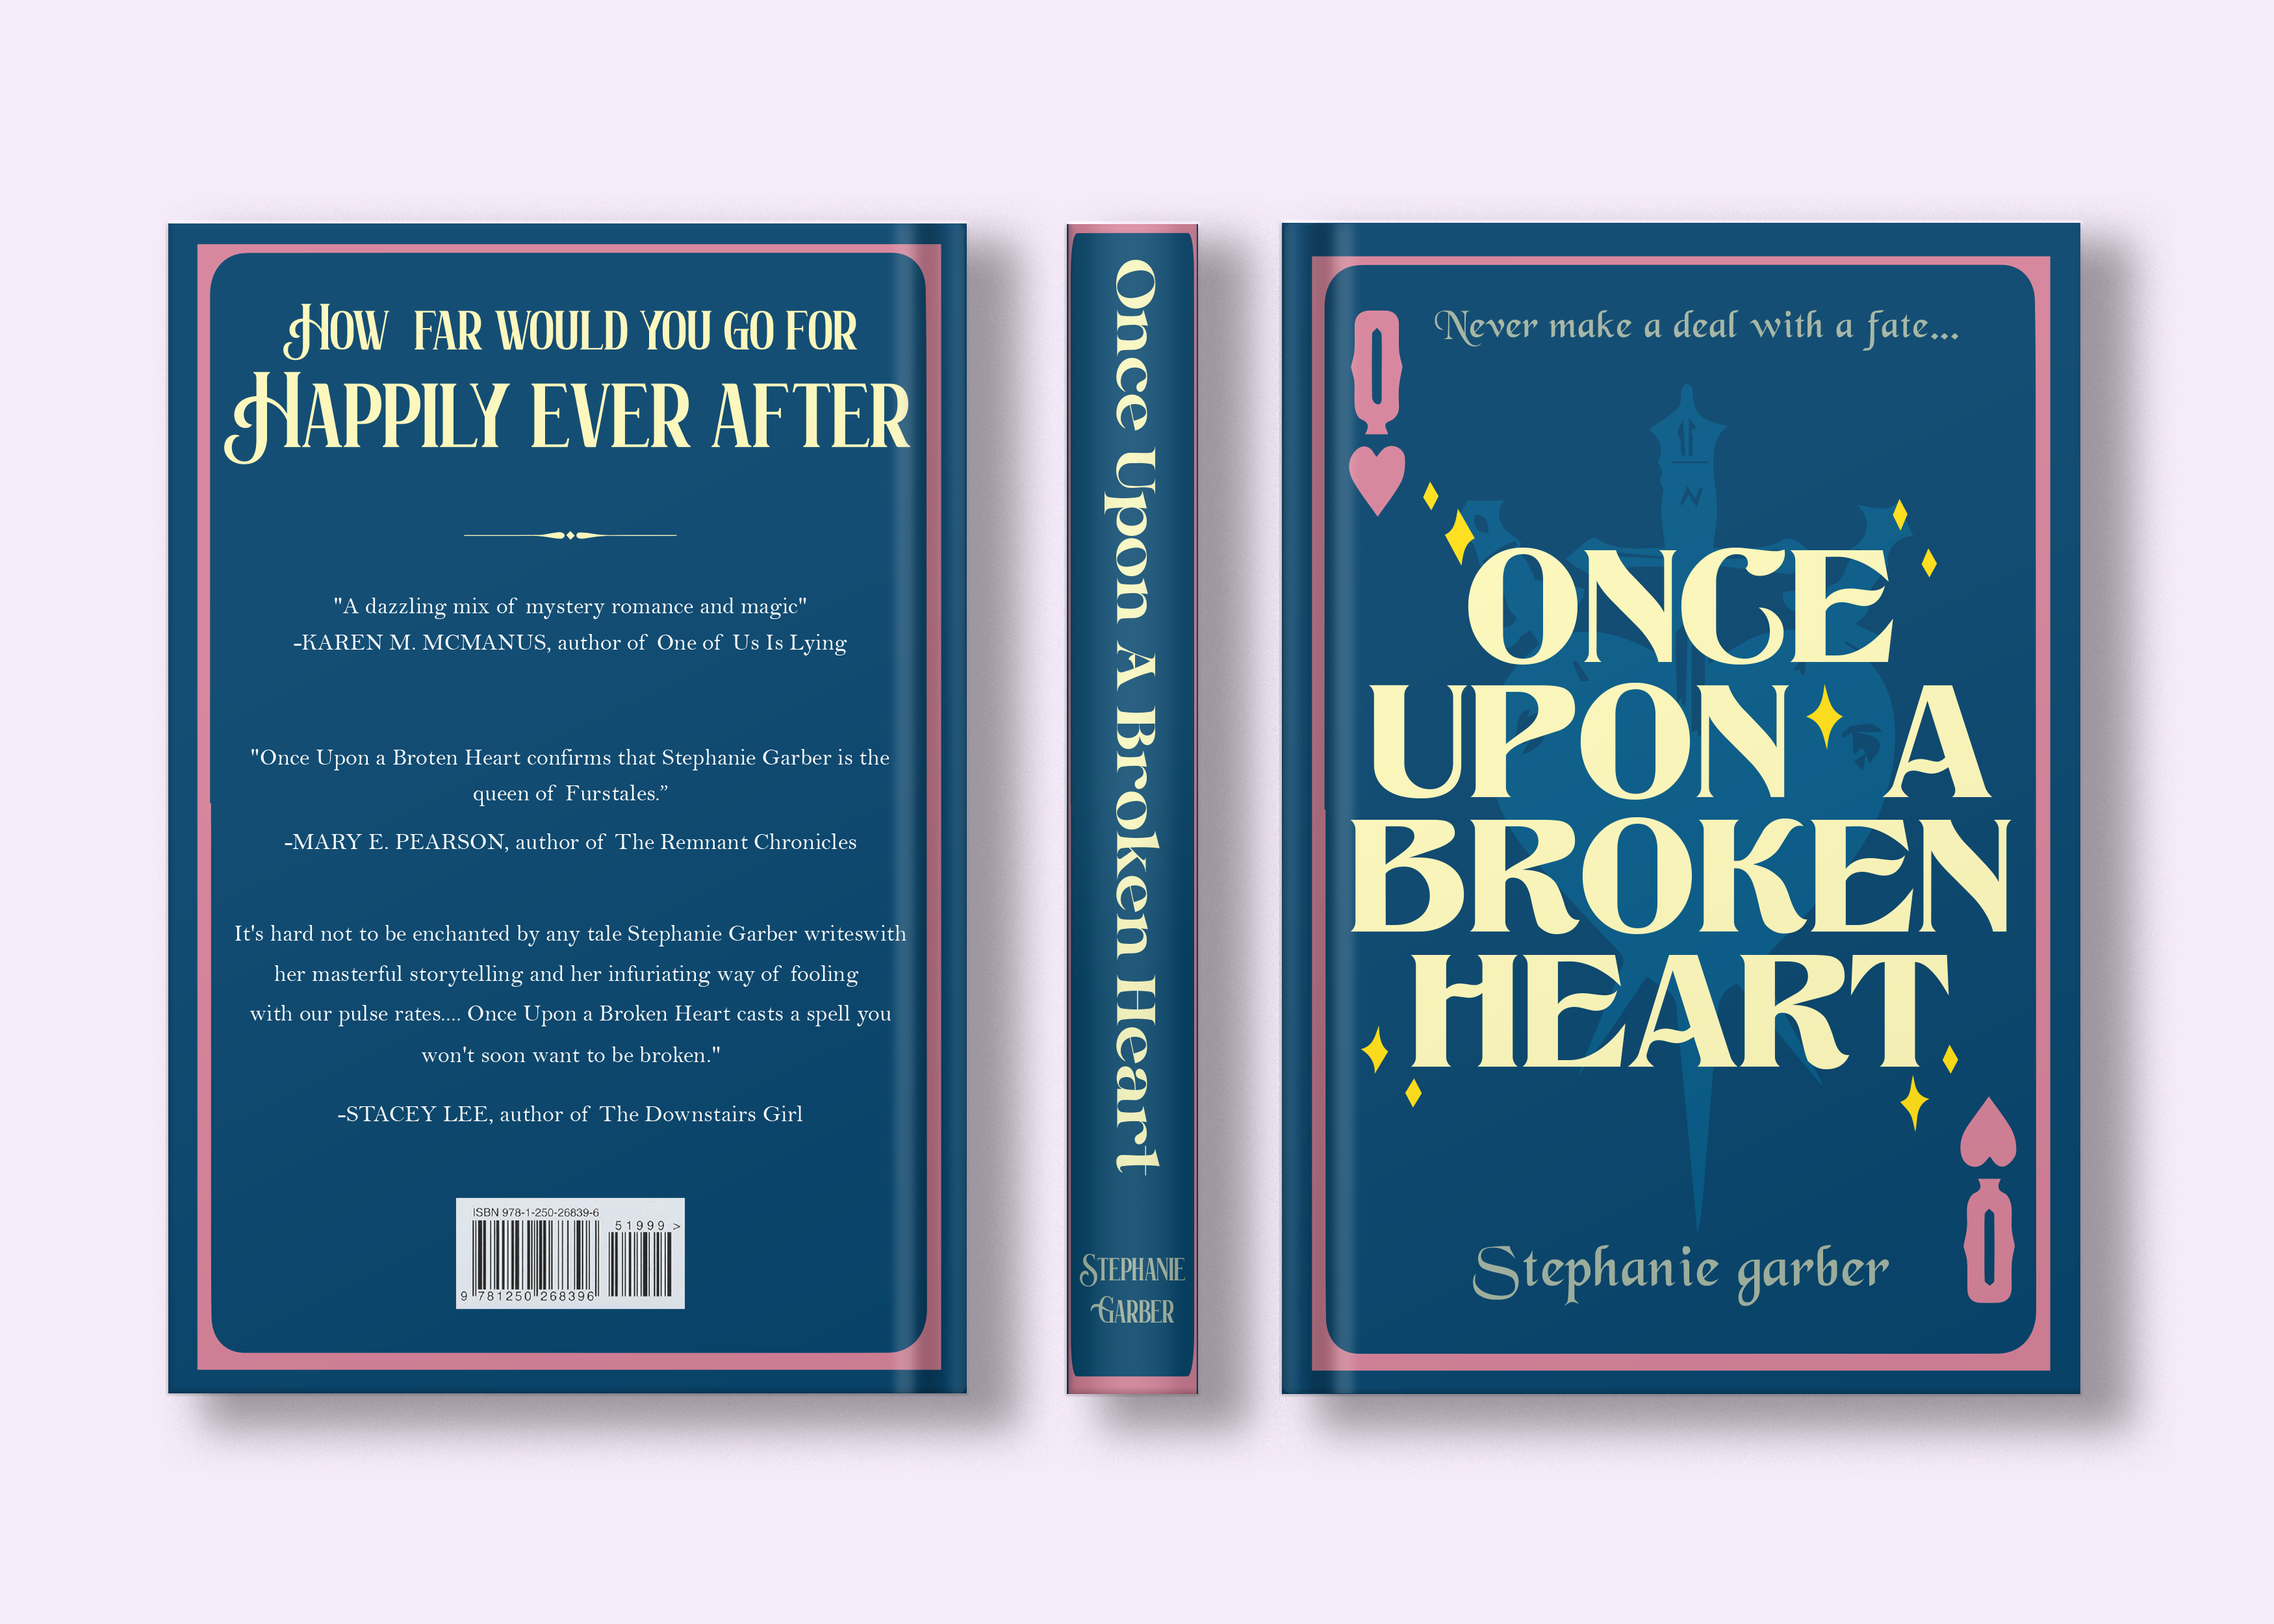 HOW FAR WOULD YOU GO FOR
HAPPILY EVER AFTER
"A dazzling mix of mystery romance and magic"
-KAREN M. MCMANUS, author of One of Us Is Lying
"Once Upon a Broten Heart confirms that Stephanie Garber is the
queen of Furstales.”
-MARY E. PEARSON, author of The Remnant Chronicles
It's hard not to be enchanted by any tale Stephanie Garber writeswith
her masterful storytelling and her infuriating way of fooling
with our pulse rates.... Once Upon a Broken Heart casts a spell you
won't soon want to be broken."
-STACEY LEE, author of The Downstairs Girl
ISBN 978-1-250-26839-6
51999 >
9 781250 268396
Once Upon A Broken Heart
STEPHANIE
GARBER
Q
Never make a deal with a fate...
ONCE
UPON A
BROKEN
HEART
Stephanie garber
Q